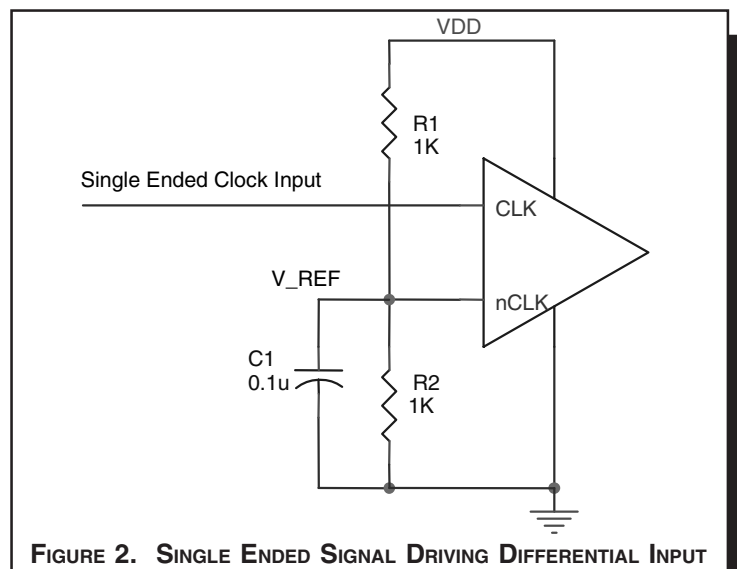 VDD
R1
1K
Single Ended Clock Input
CLK
V_REF
nCLK
C1
0.1u
R2
1K
FIGURE 2. SINGLE ENDED SIGNAL DRIVING DIFFERENTIAL INPUT